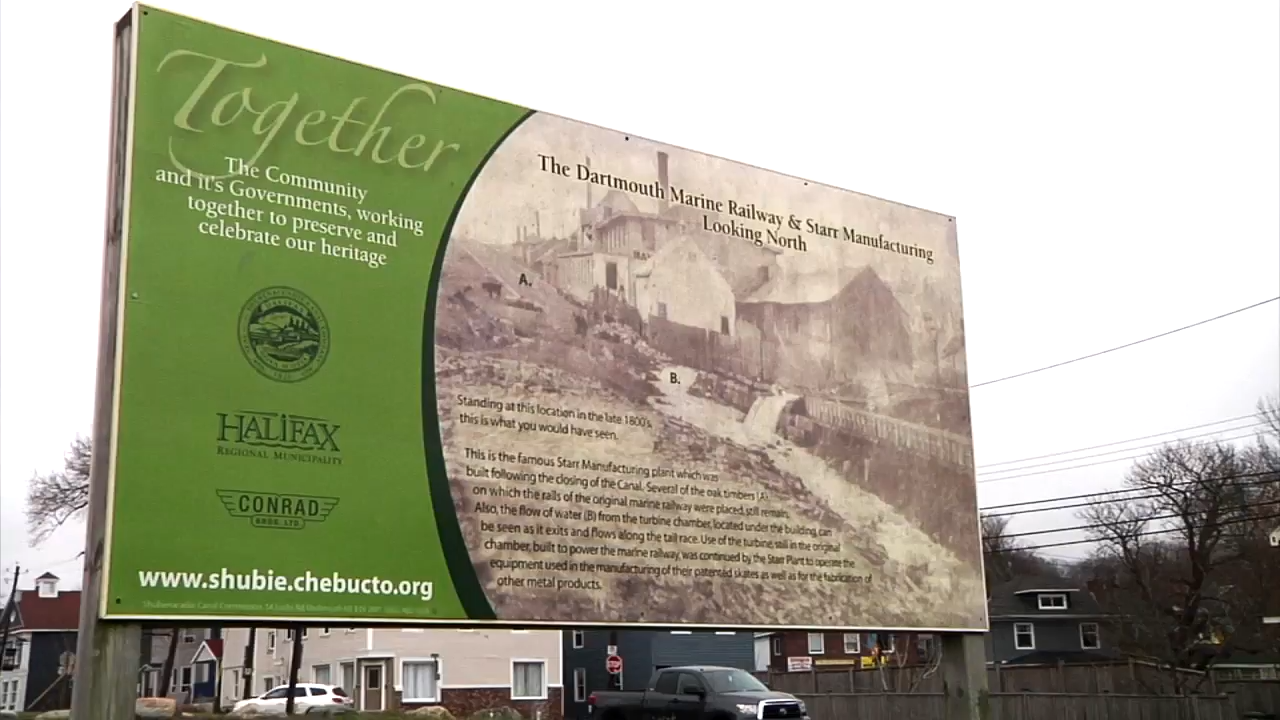 Together
The Community
and it's Governments, working
together to preserve and
celebrate our heritage
HALIFAX
REGIONAL MUNICIPALITY
CONRAD
BROS. LTD.
www.shubie.chebucto.org
The Dartmouth Marine Railway & Starr Manufacturing
Looking North
A.
B.
Standing at this location in the late 1800's,
this is what you would have seen.
This is the famous Starr Manufacturing plant which was
built following the closing of the Canal. Several of the oak timbers (A)
on which the rails of the original marine railway were placed, still remain.
Also, the flow of water (B) from the turbine chamber, located under the building, can
be seen as it exits and flows along the tail race. Use of the turbine, still in the original
chamber, built to power the marine railway, was continued by the Starr Plant to operate the
equipment used in the manufacturing of their patented skates as well as for the fabrication of
other metal products.
STOP